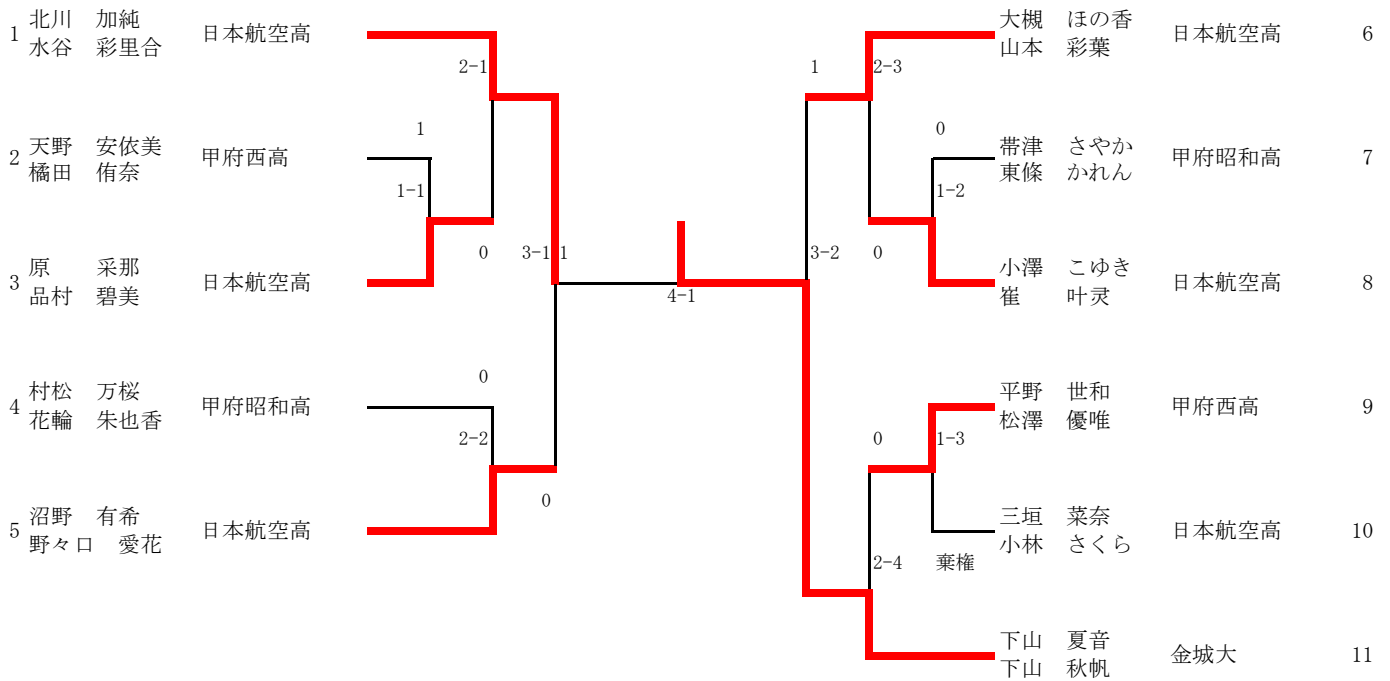 1 北川　加純 日本航空高
水谷　彩里合
2-1
1
2 天野　安依美 甲府西高
橘田　侑奈
1-1
0
3 原　　采那 日本航空高
品村　碧美
3-1 1
4-1
0
4 村松　万桜 甲府昭和高
花輪　朱也香
2-2
0
5 沼野　有希 日本航空高
野々口　愛花
大槻　ほの香 日本航空高 6
山本　彩葉
1 2-3
0
帯津　さやか 甲府昭和高 7
東條　かれん
1-2
3-2 0
小澤　こゆき 日本航空高 8
崔　　叶灵
平野　世和 甲府西高 9
松澤　優唯
0 1-3
三垣　菜奈 日本航空高 10
小林　さくら
2-4 棄権
下山　夏音 金城大 11
下山　秋帆